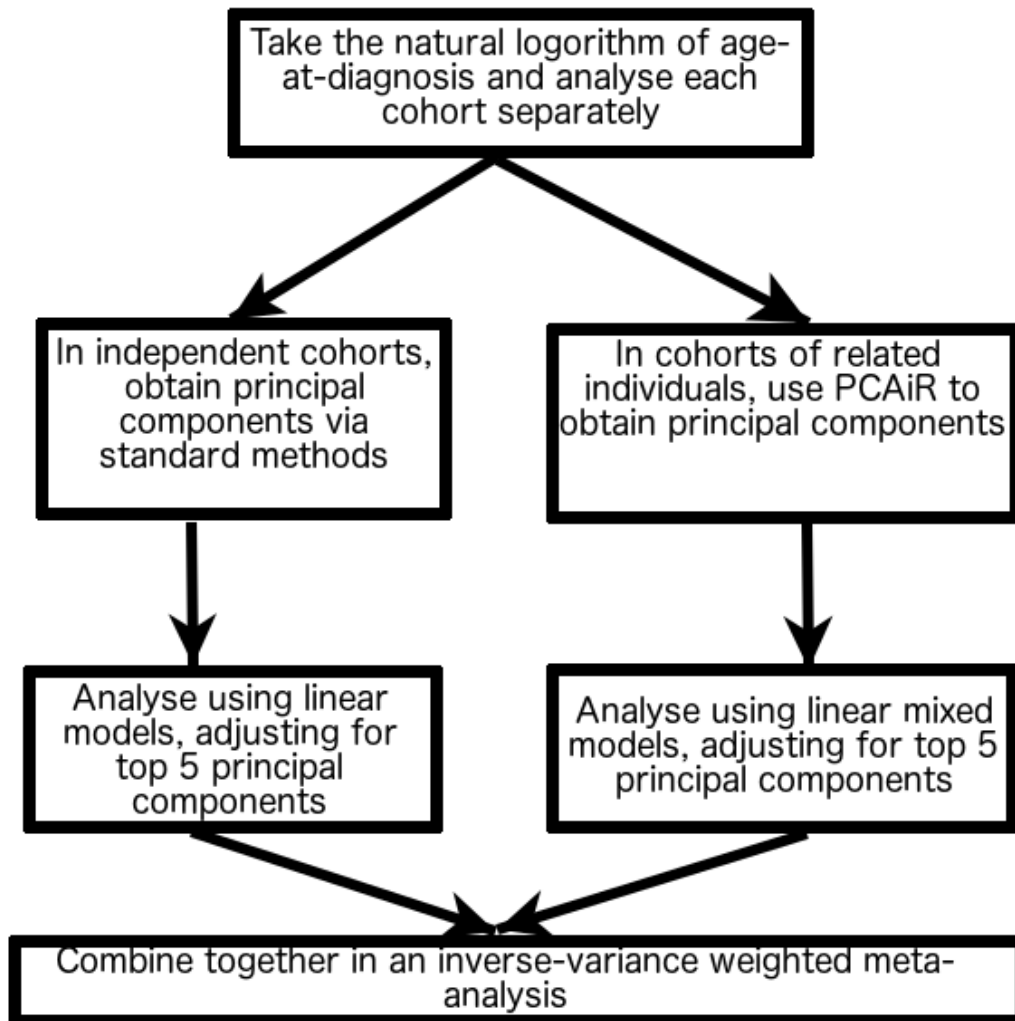 Take the natural logorithm of age-
at-diagnosis and analyse each
cohort separately
In independent cohorts,
obtain principal
components via
standard methods
In cohorts of related
individuals, use PCAiR to
obtain principal components
Analyse using linear
models, adjusting for
top 5 principal
components
Analyse using linear mixed
models, adjusting for top 5
principal components
Combine together in an inverse-variance weighted meta-
analysis